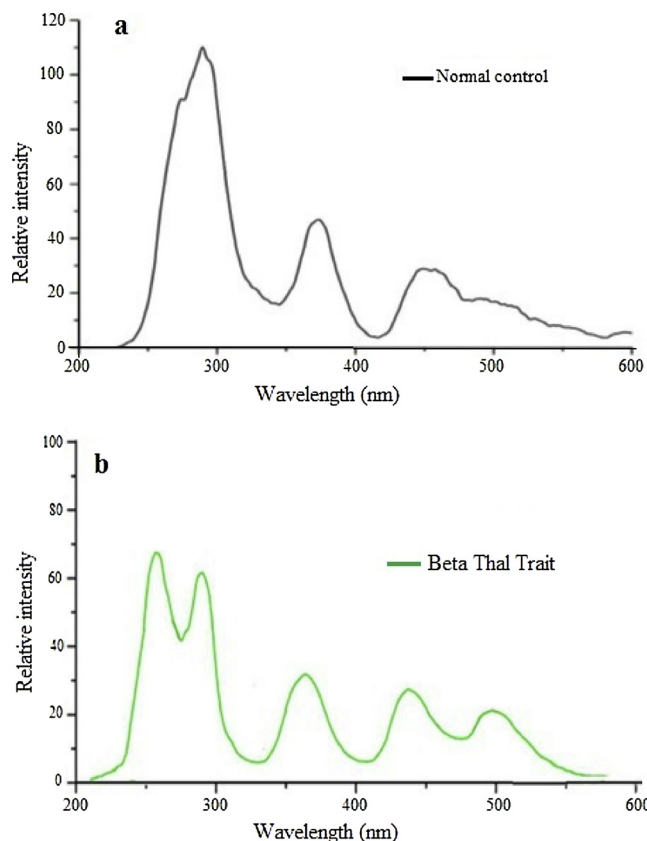 a
120
100
80
60
40
20
0
Relative intensity
Normal control
200 300 400 500 600
Wavelength (nm)
b
100
80
60
40
20
0
Relative intensity
Beta Thal Trait
200 300 400 500 600
Wavelength (nm)